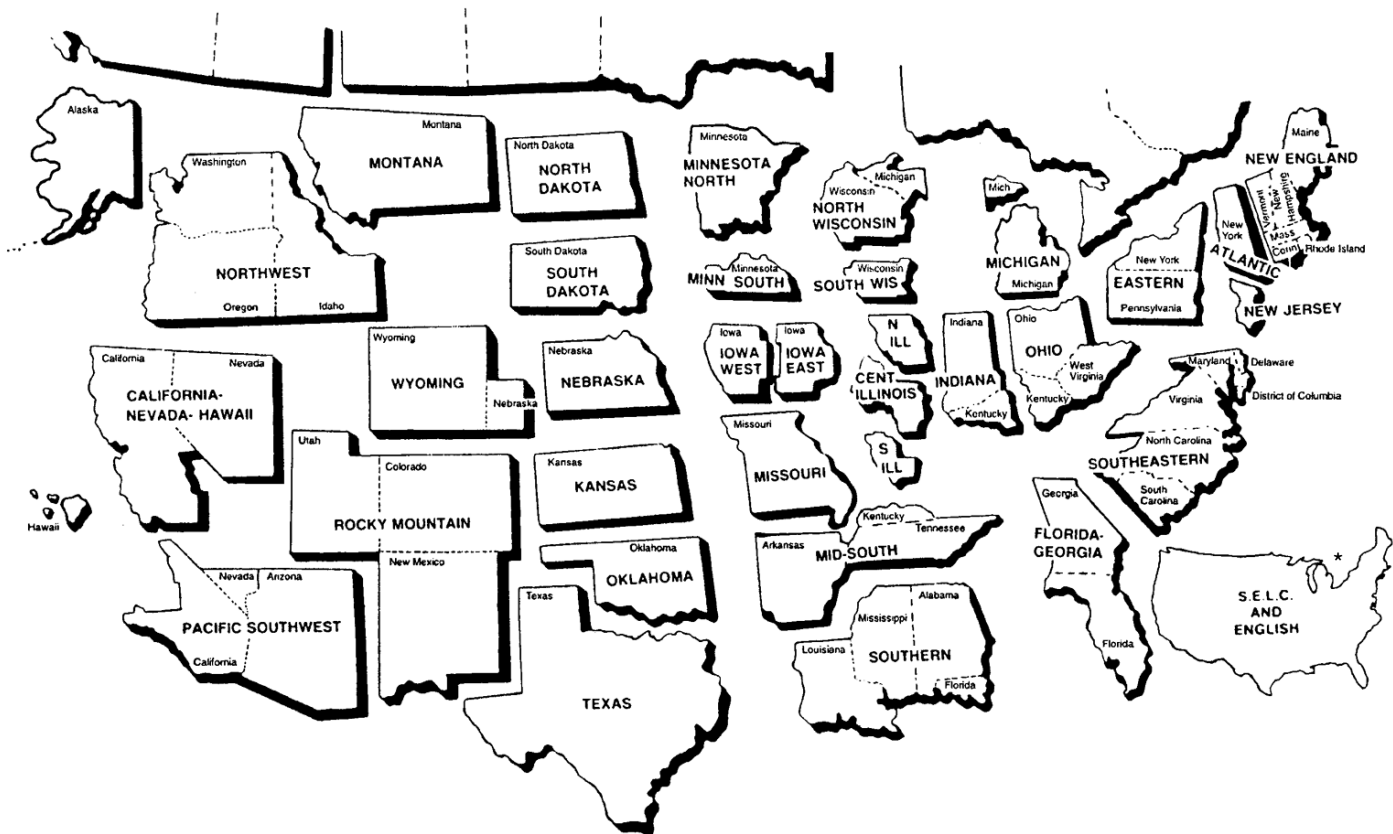 Alaska
Washington
NORTHWEST
Oregon
Idaho
Montana
MONTANA
North Dakota
NORTH
DAKOTA
South Dakota
SOUTH
DAKOTA
Minnesota
MINNESOTA
NORTH
Minnesota
MINN SOUTH
Michigan
Wisconsin
NORTH
WISCONSIN
Wisconsin
SOUTH WIS
Mich
MICHIGAN
Michigan
Maine
NEW ENGLAND
Vermont
New
Hampshire
Mass
Conn
Rhode Island
New
York
ATLANTIC
New York
EASTERN
Pennsylvania
NEW JERSEY
California
Nevada
CALIFORNIA-
NEVADA- HAWAII
Hawaii
Wyoming
WYOMING
Nebraska
Nebraska
NEBRASKA
Iowa
IOWA
WEST
Iowa
IOWA
EAST
N
ILL
CENT
ILLINOIS
S
ILL
Indiana
INDIANA
Kentucky
Ohio
OHIO
West
Virginia
Kentucky
Maryland
Delaware
District of Columbia
Virginia
North Carolina
SOUTHEASTERN
South
Carolina
Utah
Colorado
ROCKY MOUNTAIN
New Mexico
Kansas
KANSAS
Missouri
MISSOURI
Kentucky
Tennessee
Arkansas
MID-SOUTH
Oklahoma
OKLAHOMA
Nevada
Arizona
PACIFIC SOUTHWEST
California
Texas
TEXAS
Alabama
Mississippi
Louisiana
SOUTHERN
Florida
Georgia
FLORIDA-
GEORGIA
Florida
*
S.E.L.C.
AND
ENGLISH